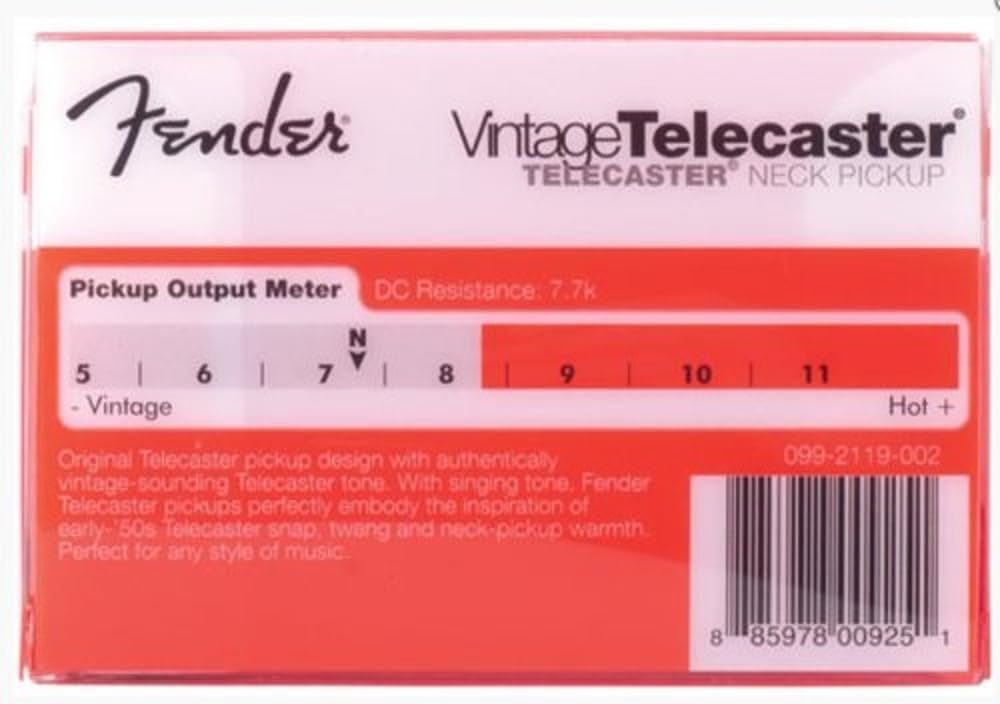 Fender®
VintageTelecaster®
TELECASTER® NECK PICKUP
Pickup Output Meter DC Resistance: 7.7k
N
5 | 6 | 7 | 8 | 9 | 10 | 11
- Vintage Hot +
Original Telecaster pickup design with authentically
vintage-sounding Telecaster tone. With singing tone, Fender
Telecaster pickups perfectly embody the inspiration of
early-'50s Telecaster snap, twang and neck-pickup warmth.
Perfect for any style of music.
099-2119-002
8 85978 00925 1